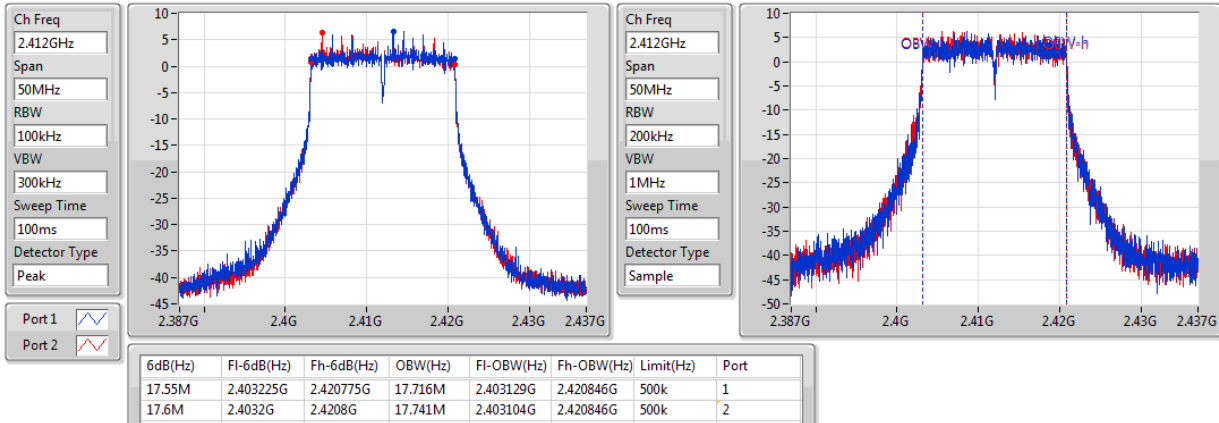 Ch Freq
2.412GHz
Span
50MHz
RBW
100kHz
VBW
300kHz
Sweep Time
100ms
Detector Type
Peak
Port 1
Port 2
10-
5-
0-
-5-
-10-
-15-
-20-
-25-
-30-
-35-
-40-
-45-
2.387G 2.4G 2.41G 2.42G 2.43G 2.437G
Ch Freq
2.412GHz
Span
50MHz
RBW
200kHz
VBW
1MHz
Sweep Time
100ms
Detector Type
Sample
10-
5-
0-
-5-
-10-
-15-
-20-
-25-
-30-
-35-
-40-
-45-
-50-
OBW-h
2.387G 2.4G 2.41G 2.42G 2.43G 2.437G
6dB(Hz) Fl-6dB(Hz) Fh-6dB(Hz) OBW(Hz) Fl-OBW(Hz) Fh-OBW(Hz) Limit(Hz) Port
17.55M 2.403225G 2.420775G 17.716M 2.403129G 2.420846G 500k 1
17.6M 2.4032G 2.4208G 17.741M 2.403104G 2.420846G 500k 2